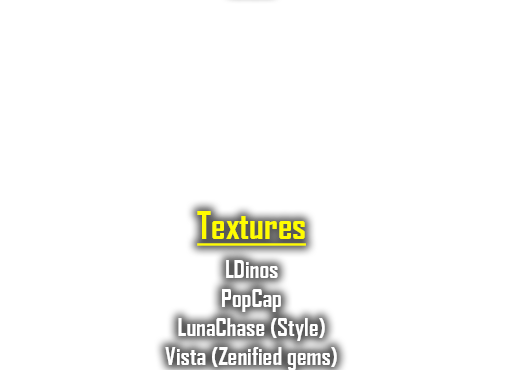 Textures
LDinos
PopCap
LunaChase (Style)
Vista (Zenified gems)